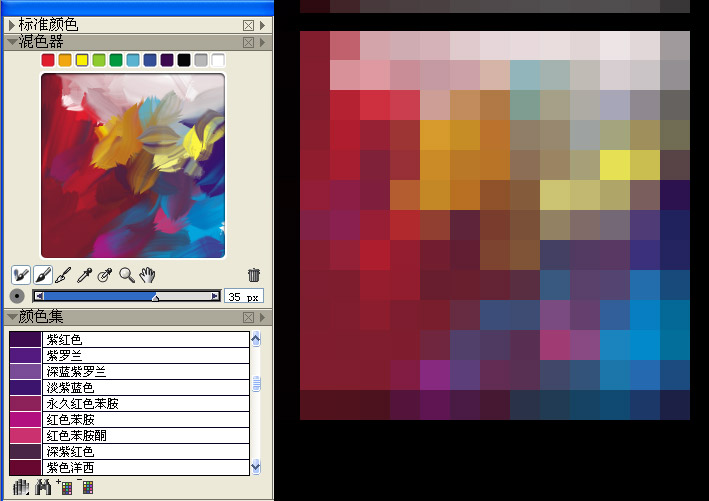 标准颜色
混色器
35 px
颜色集
紫红色
紫罗兰
深蓝紫罗兰
淡紫蓝色
永久红色苯胺
红色苯胺
红色苯胺酮
深紫红色
紫色洋西